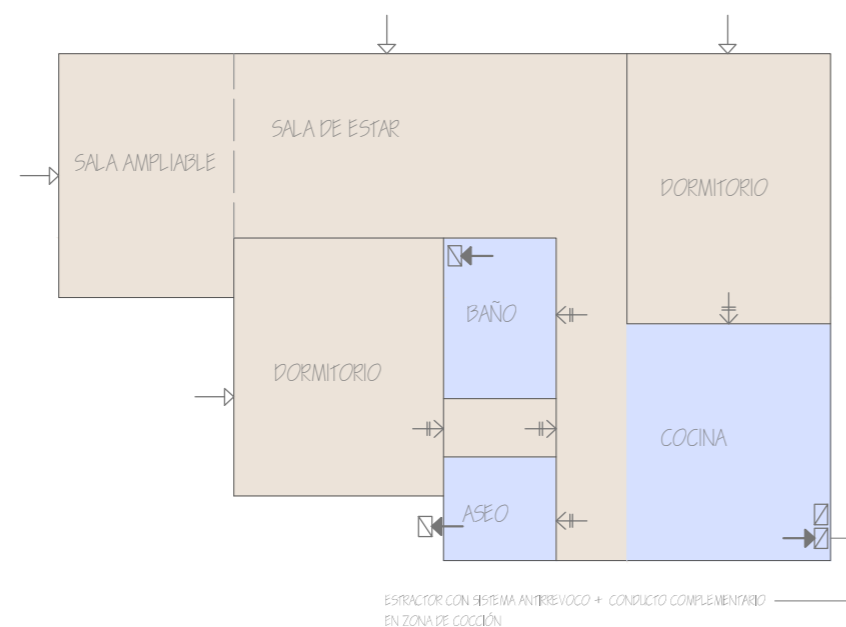 SALA DE ESTAR
SALA AMPLIABLE
DORMITORIO
BAÑO
DORMITORIO
COCINA
ASEO
ESTRACTOR CON SISTEMA ANTIRREVOCO + CONDUCTO COMPLEMENTARIO
EN ZONA DE COCCIÓN